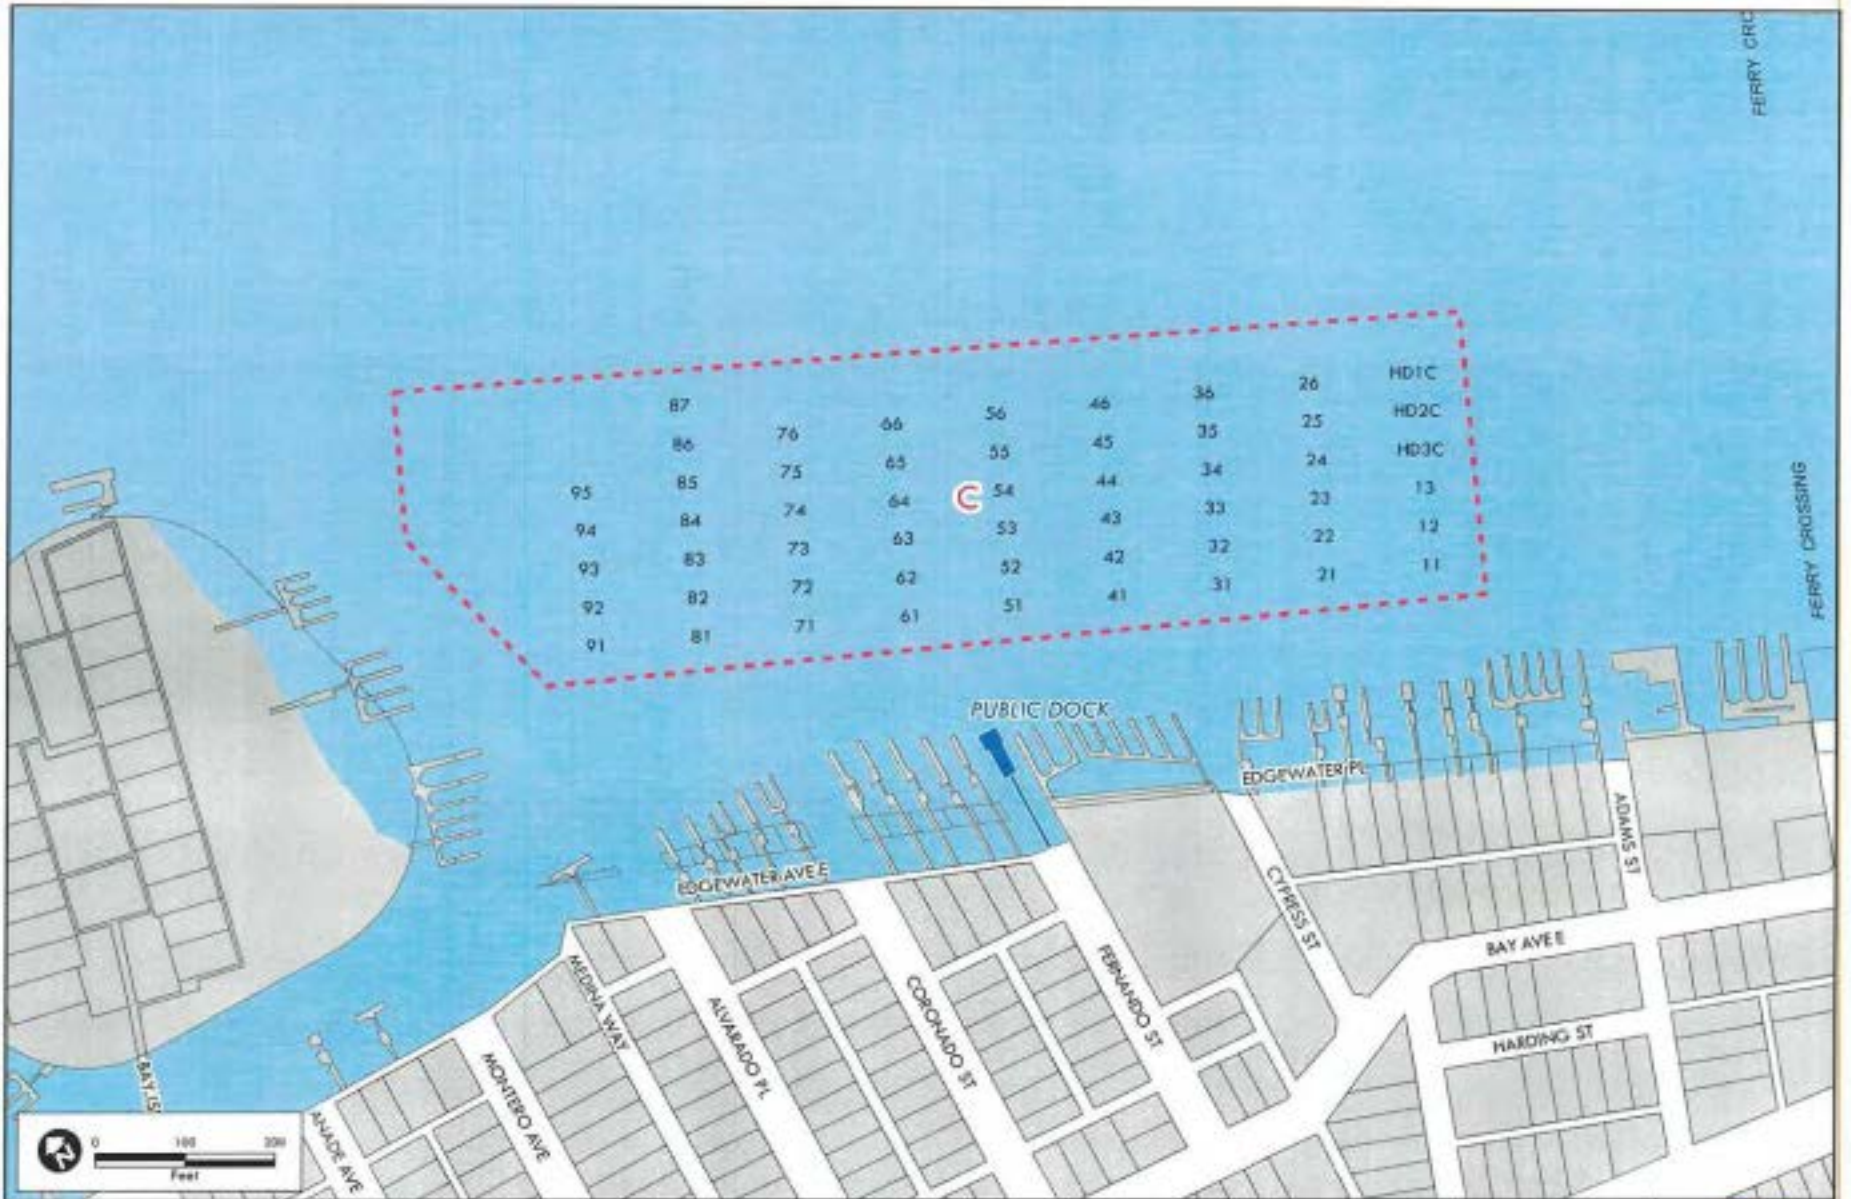 FERRY CRO
HD1C
26
36
46
56
66
76
87
HD2C
25
35
45
55
65
75
86
HD3C
24
34
44
54
C
64
74
85
95
13
23
33
43
53
63
73
84
94
12
22
32
42
52
62
72
83
93
11
21
31
41
51
61
71
82
92
81
91
FERRY CROSSING
PUBLIC DOCK
EDGEWATER PL
EDGEWATER AVE E
ADAMS ST
CYPRESS ST
BAY AVE E
FERNANDO ST
CORONADO ST
ALVARADO PL
MEDINA WAY
MONTERO AVE
HARDING ST
BAY IS
ANADE AVE
N
0 100 200
Feet